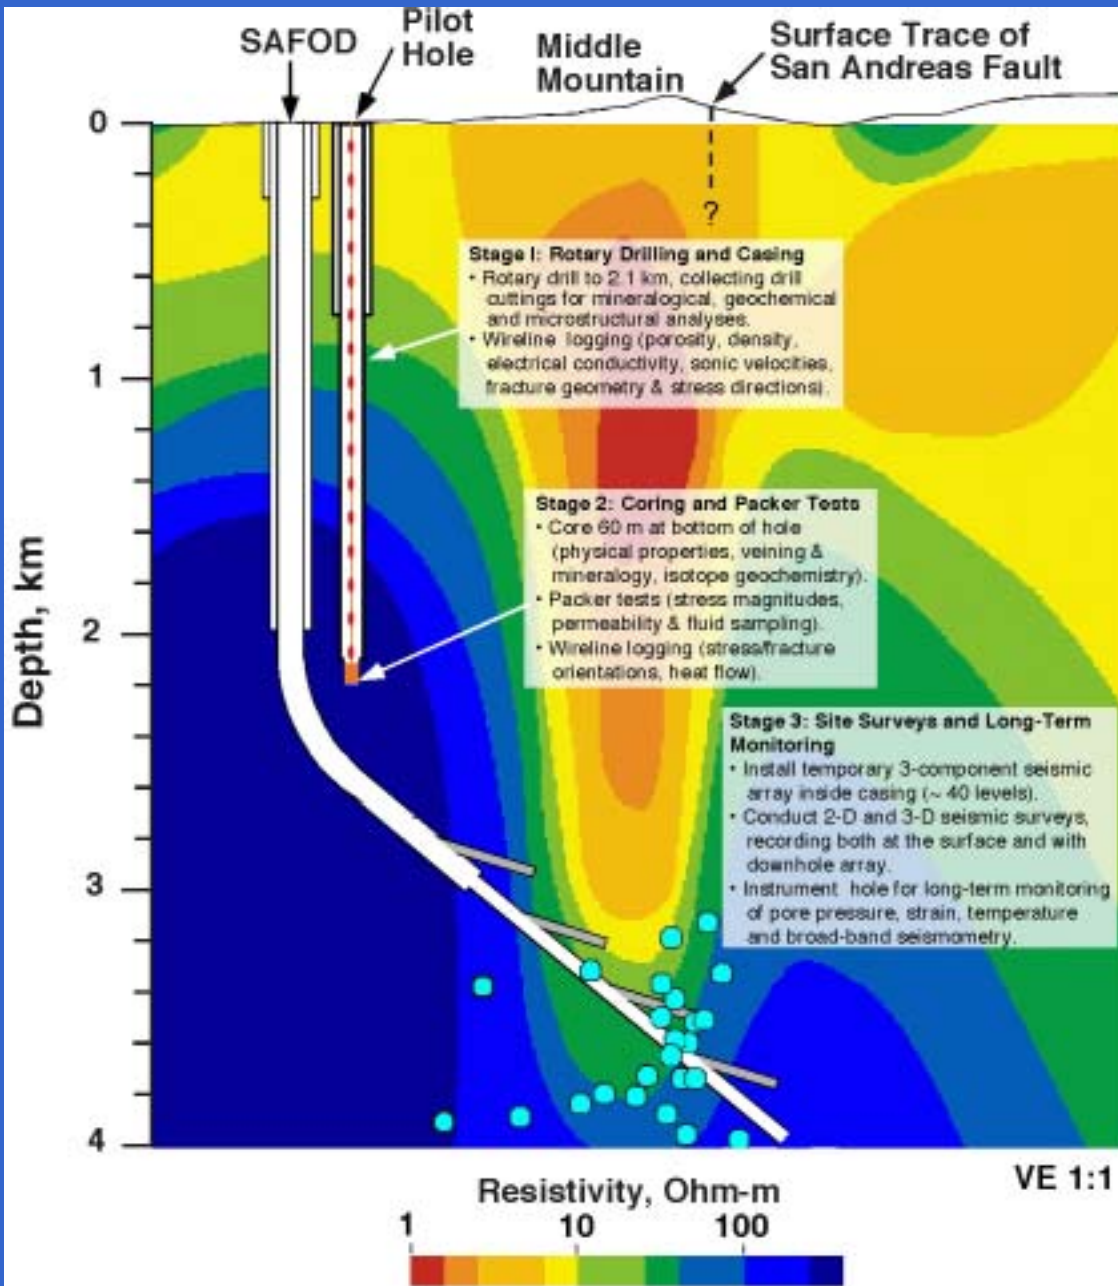 SAFOD
Pilot
Hole
Middle
Mountain
Surface Trace of
San Andreas Fault
0
?
Stage I: Rotary Drilling and Casing
• Rotary drill to 2.1 km, collecting drill
cuttings for mineralogical, geochemical
and microstructural analyses.
• Wireline logging (porosity, density,
electrical conductivity, sonic velocities,
fracture geometry & stress directions).
1
Stage 2: Coring and Packer Tests
• Core 60 m at bottom of hole
(physical properties, veining &
mineralogy, isotope geochemistry).
• Packer tests (stress magnitudes,
permeability & fluid sampling).
• Wireline logging (stress/fracture
orientations, heat flow).
2
Depth, km
Stage 3: Site Surveys and Long-Term
Monitoring
• Install temporary 3-component seismic
array inside casing (~ 40 levels).
• Conduct 2-D and 3-D seismic surveys,
recording both at the surface and with
downhole array.
• Instrument hole for long-term monitoring
of pore pressure, strain, temperature
and broad-band seismometry.
3
4
VE 1:1
Resistivity, Ohm-m
1 10 100